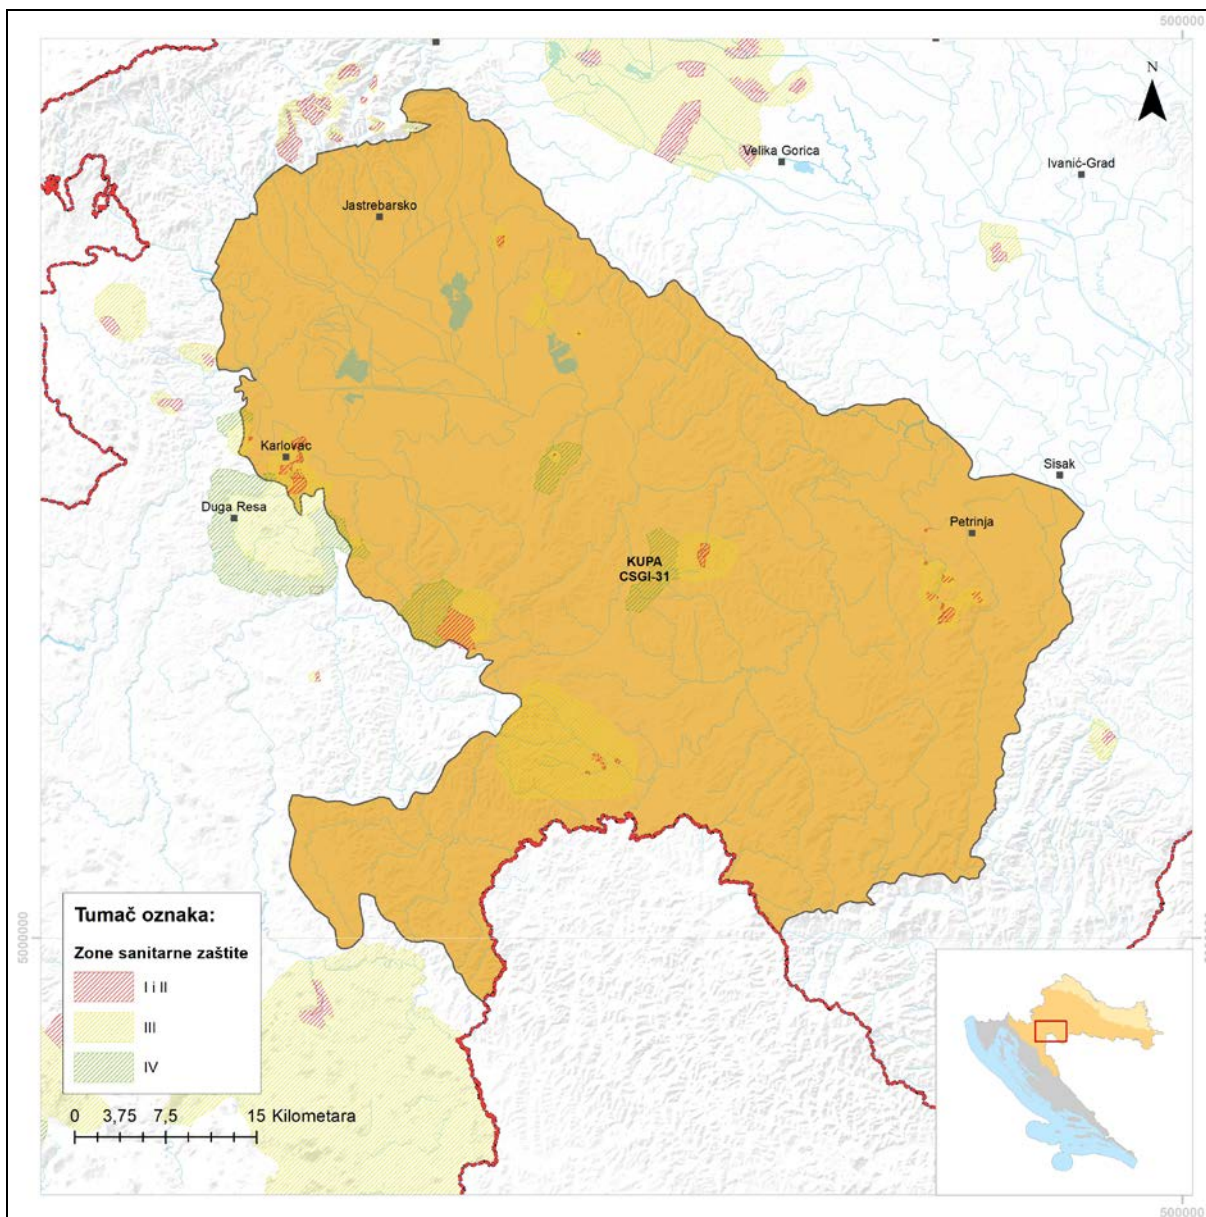 500000
N
Velika Gorica
Ivanić-Grad
Jastrebarsko
Karlovac
Sisak
Duga Resa
Petrinja
KUPA
CSGI-31
5000000
Tumač oznaka:
Zone sanitarne zaštite
I i II
III
IV
0 3,75 7,5 15 Kilometara
500000